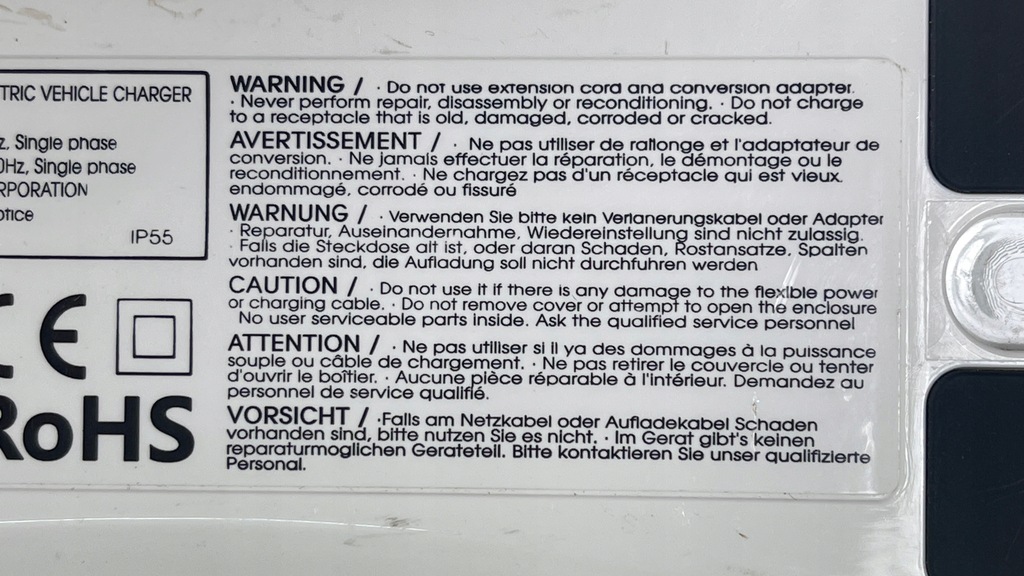 TRIC VEHICLE CHARGER
z, Single phase
0Hz, Single phase
RPORATION
otice
IP55
CE
RoHS
WARNING / · Do not use extension cord and conversion adapter.
· Never perform repair, disassembly or reconditioning. · Do not charge
to a receptacle that is old, damaged, corroded or cracked.
AVERTISSEMENT / · Ne pas utiliser de rallonge et l'adaptateur de
conversion. · Ne jamais effectuer la réparation, le démontage ou le
reconditionnement. · Ne chargez pas d'un réceptacle qui est vieux.
endommagé, corrodé ou fissuré
WARNUNG / · Verwenden Sie bitte kein Verlanerungskabel oder Adapter
· Reparatur, Auseinandernahme, Wiedereinstellung sind nicht zulassig.
· Falls die Steckdose alt ist, oder daran Schaden, Rostansatze, Spalten
vorhanden sind, die Aufladung soll nicht durchfuhren werden
CAUTION / · Do not use it if there is any damage to the flexible power
or charging cable. · Do not remove cover or attempt to open the enclosure
No user serviceable parts inside. Ask the qualified service personnel
ATTENTION / · Ne pas utiliser si il ya des dommages à la puissance
souple ou câble de chargement. · Ne pas retirer le couvercle ou tenter
d'ouvrir le boîtier. · Aucune pièce réparable à l'intérieur. Demandez au
personnel de service qualifié.
VORSICHT / ·Falls am Netzkabel oder Aufladekabel Schaden
vorhanden sind, bitte nutzen Sie es nicht. · Im Gerat gibt's keinen
reparaturmoglichen Gerateteil. Bitte kontaktieren Sie unser qualifizierte
Personal.